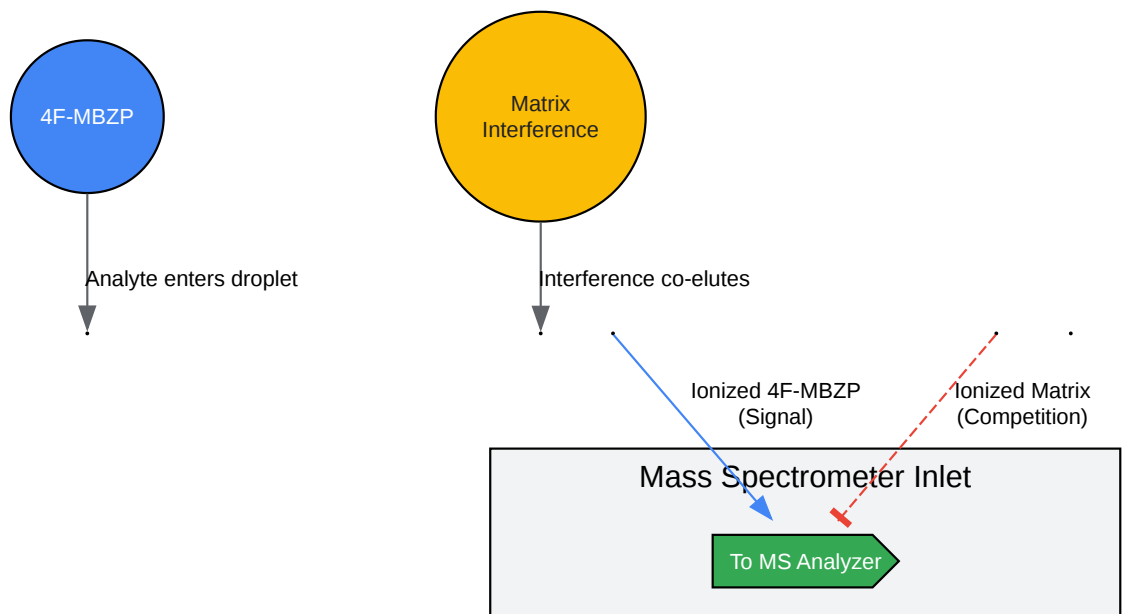 4F-MBZP
Matrix
Interference
Analyte enters droplet
Interference co-elutes
Ionized 4F-MBZP
(Signal)
Ionized Matrix
(Competition)
Mass Spectrometer Inlet
To MS Analyzer